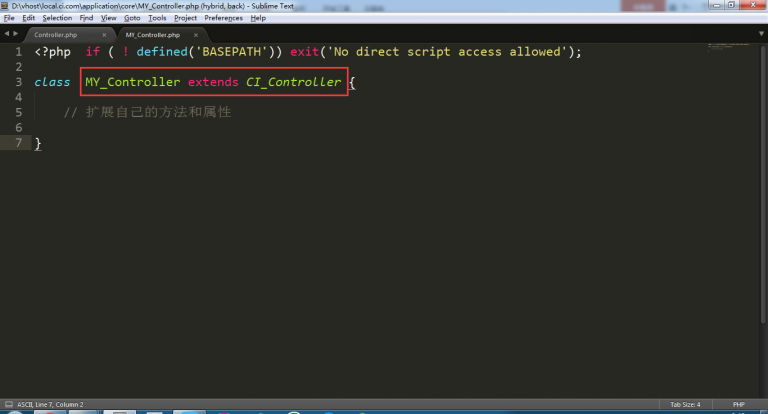 D:\vhost\local.ci.com\application\core\MY_Controller.php (hybrid, back) - Sublime Text
File Edit Selection Find View Goto Tools Project Preferences Help
Controller.php × MY_Controller.php ×
1 <?php  if ( ! defined('BASEPATH')) exit('No direct script access allowed');
2
3 class  MY_Controller extends CI_Controller {
4
5 // 扩展自己的方法和属性
6
7 }
ASCII, Line 7, Column 2 Tab Size: 4 PHP